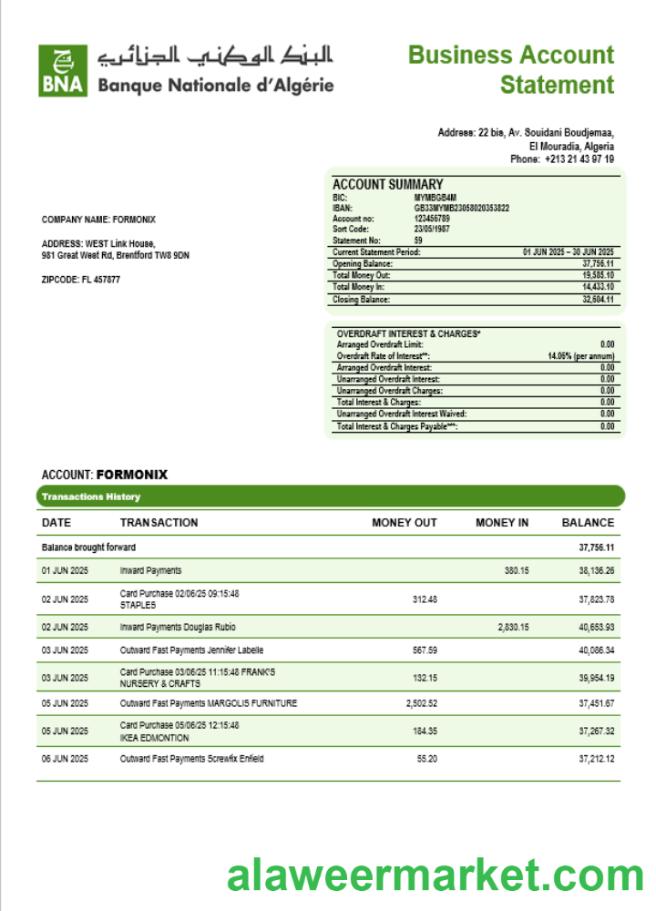 البنك الوطني الجزائري
BNA
Banque Nationale d'Algérie
Business Account
Statement
Address: 22 bis, Av. Souidani Boudjemaa,
El Mouradia, Algeria
Phone: +213 21 43 97 19
ACCOUNT SUMMARY
BIC: MYMBGB4M
IBAN: GB33MYMB23058020353822
Account no: 123456789
Sort Code: 23/05/1987
Statement No: 59
Current Statement Period: 01 JUN 2025 – 30 JUN 2025
Opening Balance: 37,756.11
Total Money Out: 19,585.10
Total Money In: 14,433.10
Closing Balance: 32,604.11
COMPANY NAME: FORMONIX
ADDRESS: WEST Link House,
981 Great West Rd, Brentford TW8 9DN
ZIPCODE: FL 457877
OVERDRAFT INTEREST & CHARGES*
Arranged Overdraft Limit: 0.00
Overdraft Rate of Interest**: 14.05% (per annum)
Arranged Overdraft Interest: 0.00
Unarranged Overdraft Interest: 0.00
Unarranged Overdraft Charges: 0.00
Total Interest & Charges: 0.00
Unarranged Overdraft Interest Waived: 0.00
Total Interest & Charges Payable***: 0.00
ACCOUNT: FORMONIX
Transactions History
DATE TRANSACTION MONEY OUT MONEY IN BALANCE
Balance brought forward 37,756.11
01 JUN 2025 Inward Payments 380.15 38,136.26
02 JUN 2025 Card Purchase 02/06/25 09:15:48 312.48 37,823.78
STAPLES
02 JUN 2025 Inward Payments Douglas Rubio 2,830.15 40,653.93
03 JUN 2025 Outward Fast Payments Jennifer Labelle 567.59 40,086.34
03 JUN 2025 Card Purchase 03/06/25 11:15:48 FRANK'S 132.15 39,954.19
NURSERY & CRAFTS
05 JUN 2025 Outward Fast Payments MARGOLIS FURNITURE 2,502.52 37,451.67
05 JUN 2025 Card Purchase 05/06/25 12:15:48 184.35 37,267.32
IKEA EDMONTION
06 JUN 2025 Outward Fast Payments Screwfix Enfield 55.20 37,212.12
alaweermarket.com